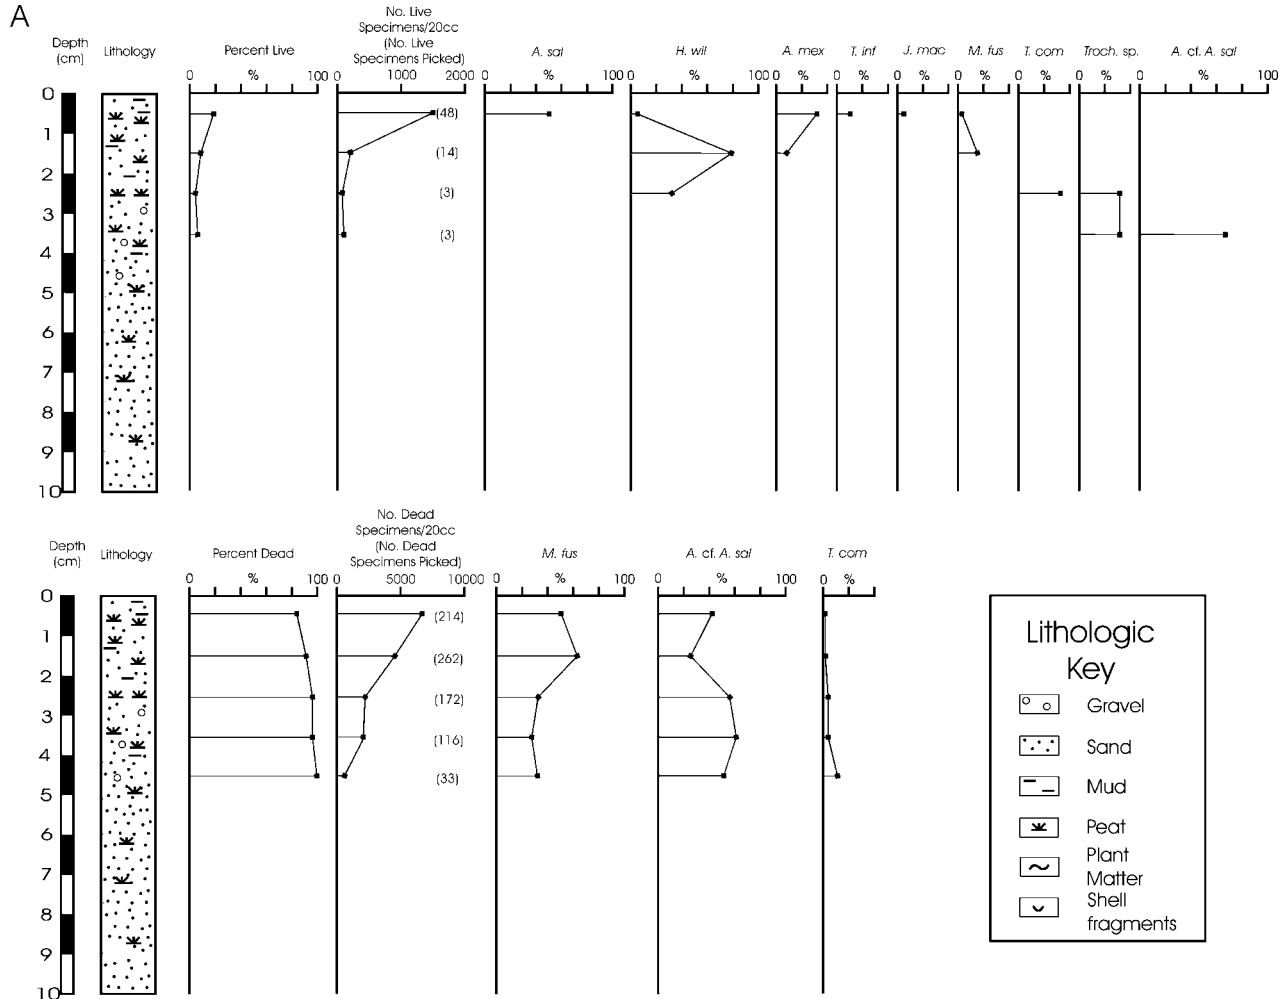 A
No. Live
Specimens/20cc
(No. Live
Specimens Picked)
Depth
(cm)
Lithology
Percent Live
A. sal
H. wil
A. mex
T. inf
J. mac
M. fus
T. com
Troch. sp.
A. cf. A. sal
0 % 100
0 1000 2000
0 % 100
0 % 100
0 %
0 %
0 %
0 %
0 %
0 %
0 % 100
0
1
2
3
4
5
6
7
8
9
10
(48)
(14)
(3)
(3)
No. Dead
Specimens/20cc
(No. Dead
Specimens Picked)
Depth
(cm)
Lithology
Percent Dead
M. fus
A. cf. A. sal
T. com
0 % 100
0 5000 10000
0 % 100
0 % 100
0 %
0
1
2
3
4
5
6
7
8
9
10
(214)
(262)
(172)
(116)
(33)
Lithologic
Key
Gravel
Sand
Mud
Peat
Plant
Matter
Shell
fragments